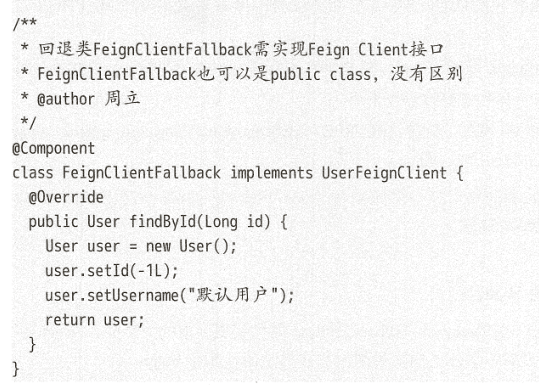 /**
 * 回退类FeignClientFallback需实现Feign Client接口
 * FeignClientFallback也可以是public class，没有区别
 * @author 周立
 */
@Component
class FeignClientFallback implements UserFeignClient {
  @Override
  public User findById(Long id) {
    User user = new User();
    user.setId(-1L);
    user.setUsername("默认用户");
    return user;
  }
}